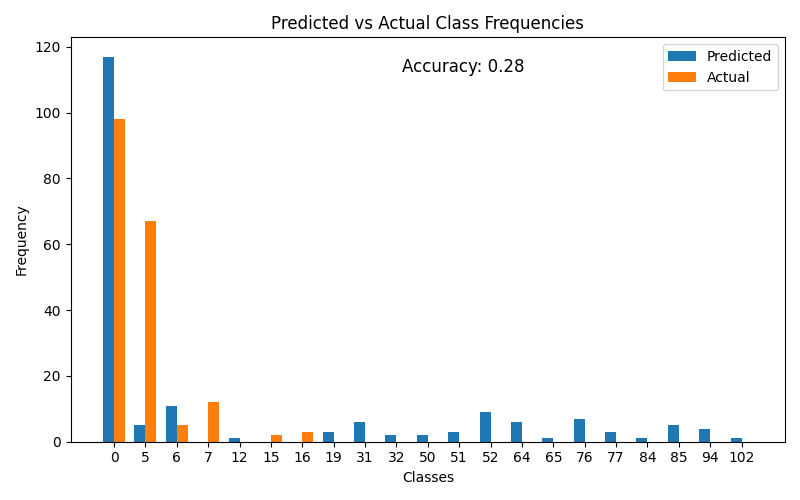 Predicted vs Actual Class Frequencies
Accuracy: 0.28
Predicted
Actual
Frequency
120
100
80
60
40
20
0
0 5 6 7 12 15 16 19 31 32 50 51 52 64 65 76 77 84 85 94 102
Classes